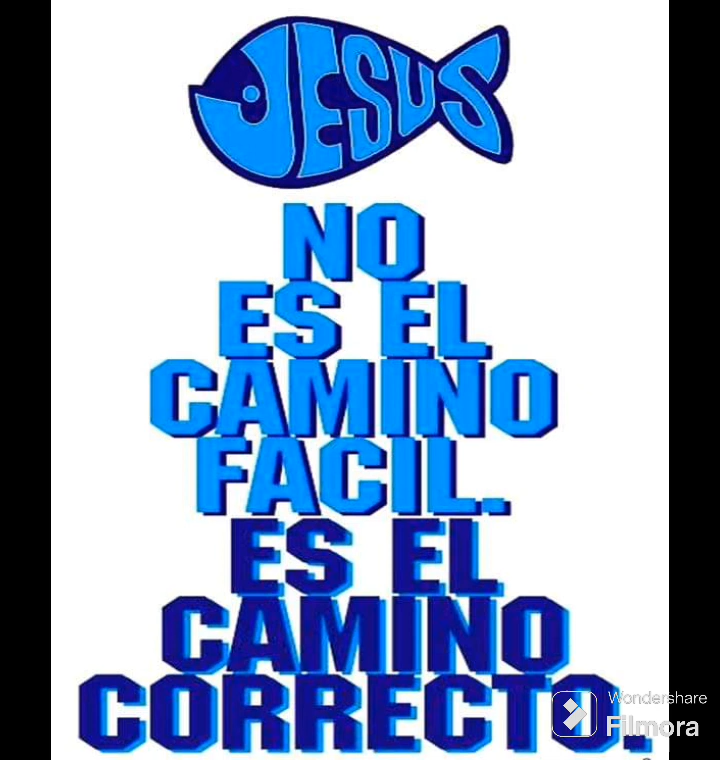 JESUS
NO
ES EL
CAMINO
FACIL.
ES EL
CAMINO
CORRECTO.
Wondershare
Filmora